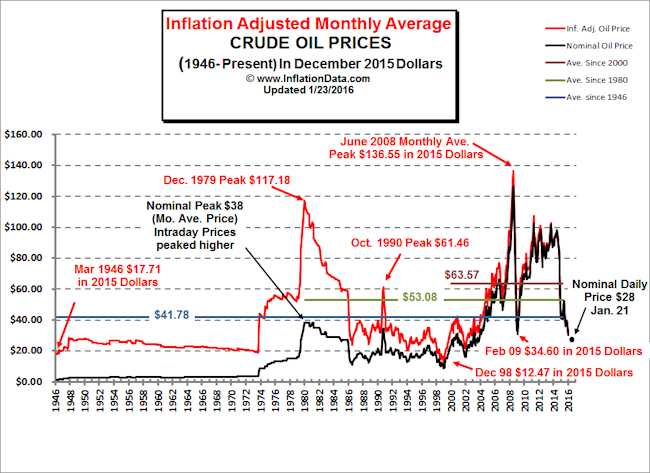 Inflation Adjusted Monthly Average
CRUDE OIL PRICES
(1946- Present) In December 2015 Dollars
© www.InflationData.com
Updated 1/23/2016
Inf. Adj. Oil Price
Nominal Oil Price
Ave. Since 2000
Ave. Since 1980
Ave. since 1946
$160.00
$140.00
$120.00
$100.00
$80.00
$60.00
$40.00
$20.00
$0.00
June 2008 Monthly Ave.
Peak $136.55 in 2015 Dollars
Dec. 1979 Peak $117.18
Nominal Peak $38
(Mo. Ave. Price)
Intraday Prices
peaked higher
Oct. 1990 Peak $61.46
Mar 1946 $17.71
in 2015 Dollars
$63.57
$53.08
$41.78
Nominal Daily
Price $28
Jan. 21
Feb 09 $34.60 in 2015 Dollars
Dec 98 $12.47 in 2015 Dollars
1946
1948
1950
1952
1954
1956
1958
1960
1962
1964
1966
1968
1970
1972
1974
1976
1978
1980
1982
1984
1986
1988
1990
1992
1994
1996
1998
2000
2002
2004
2006
2008
2010
2012
2014
2016